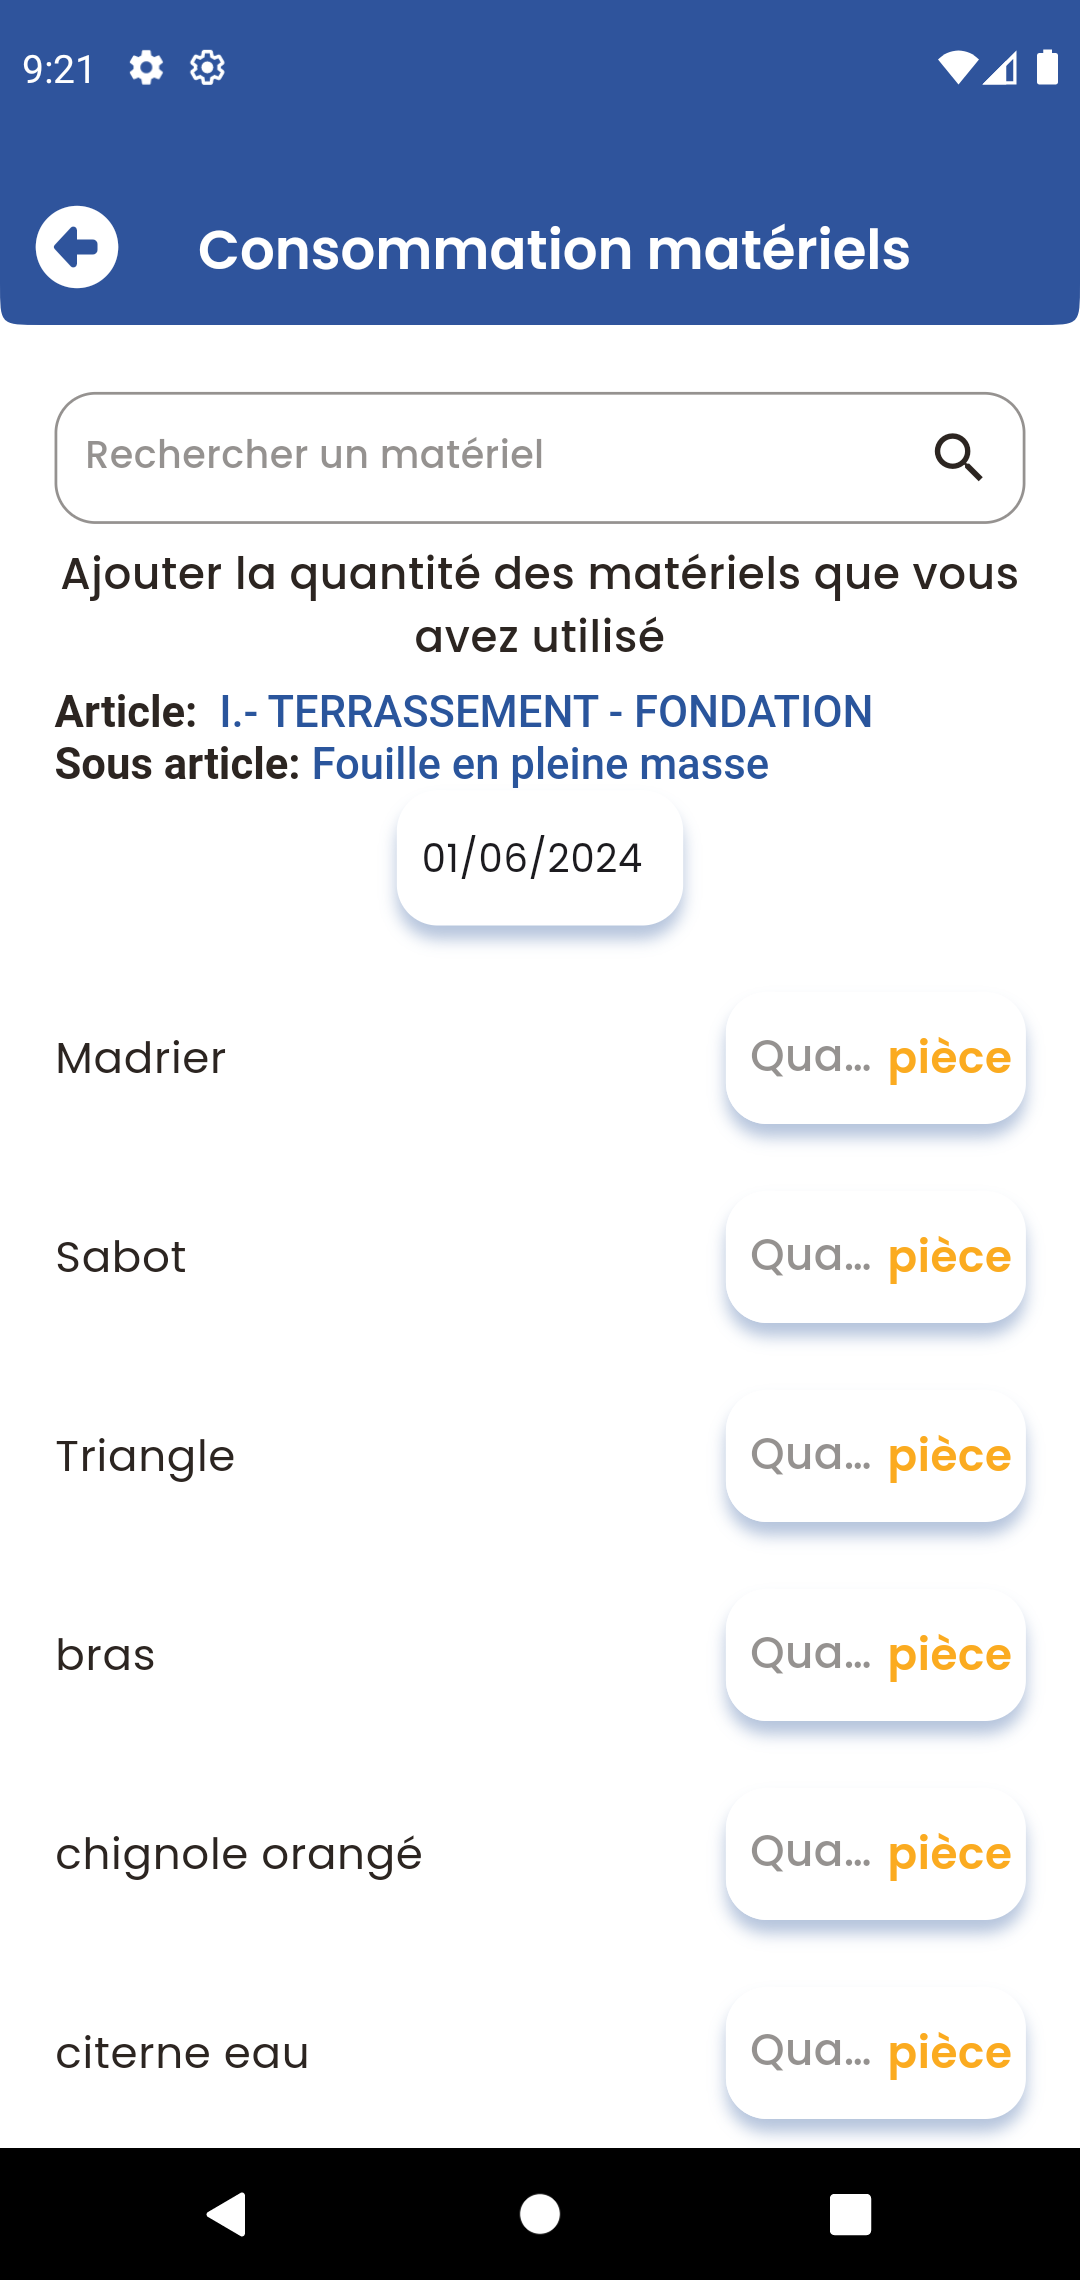 9:21
Consommation matériels
Rechercher un matériel
Ajouter la quantité des matériels que vous
avez utilisé
Article: I.- TERRASSEMENT - FONDATION
Sous article: Fouille en pleine masse
01/06/2024
Madrier Qua... pièce
Sabot Qua... pièce
Triangle Qua... pièce
bras Qua... pièce
chignole orangé Qua... pièce
citerne eau Qua... pièce